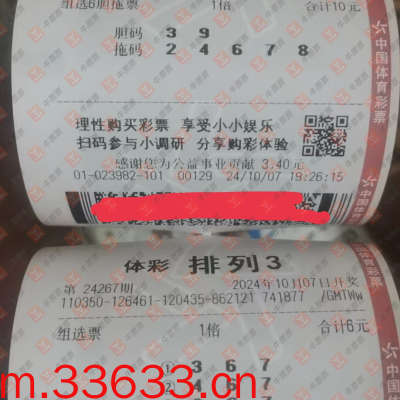 组选6胆拖票 1倍 合计10元
胆码 3 9
拖码 2 4 6 7 8
理性购买彩票 享受小小娱乐
扫码参与小调研 分享购彩体验
感谢您为公益事业贡献 3.40元
01-023982-101 00129 24/10/07 19:26:15
中国体育彩票
体彩 排列3
第 24267期 2024年10月07日开奖
110350-126461-120435-862121 741877 /GMTWw
组选票 1倍 合计6元
① 3 6 7
② 4 6 7
m.33633.cn